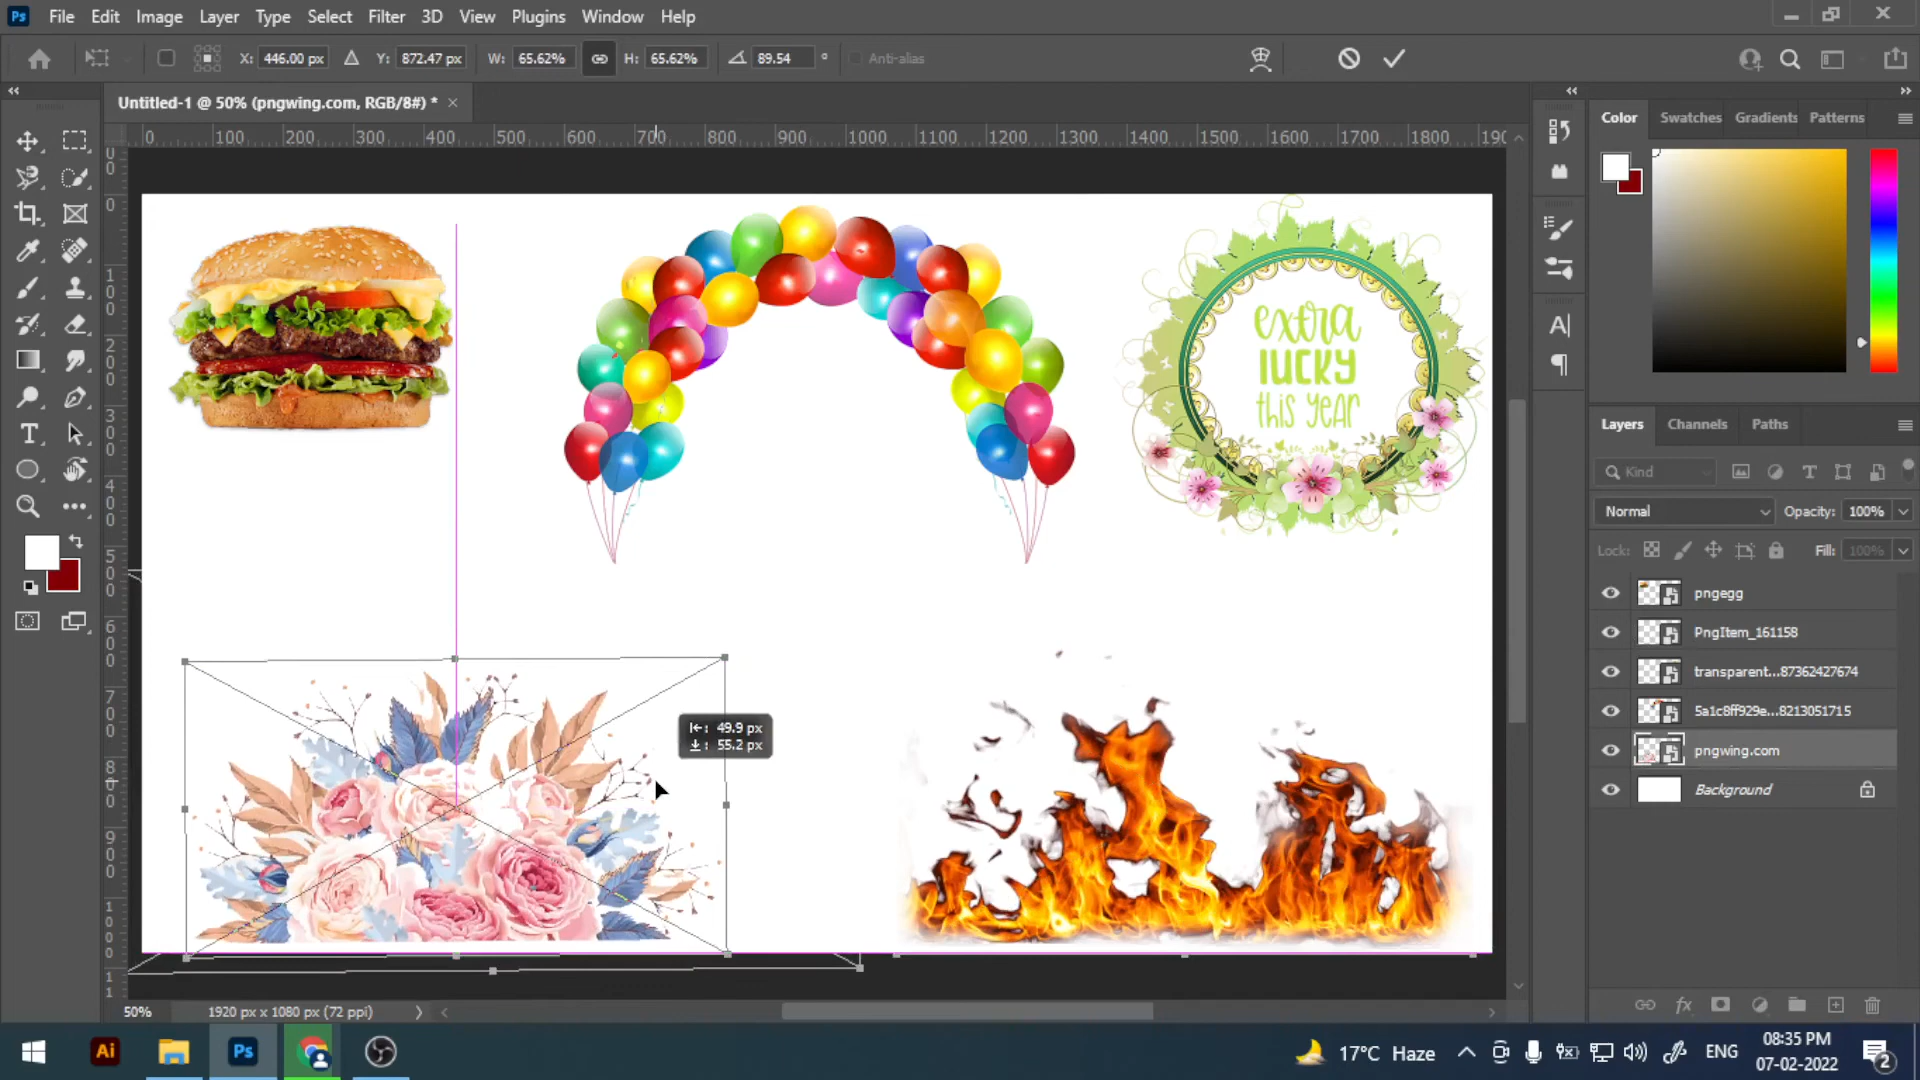 Ps File Edit Image Layer Type Select Filter 3D View Plugins Window Help
X: 446.00 px Y: 872.47 px W: 65.62% H: 65.62% 89.54 ° Anti-alias
Untitled-1 @ 50% (pngwing.com, RGB/8#) *
0 100 200 300 400 500 600 700 800 900 1000 1100 1200 1300 1400 1500 1600 1700 1800 190
Color Swatches Gradients Patterns
extra
lucky
this year
Layers Channels Paths
Kind
Normal Opacity: 100%
Lock: Fill: 100%
pngegg
PngItem_161158
transparent...87362427674
5a1c8ff929e...8213051715
pngwing.com
Background
49.9 px
55.2 px
50% 1920 px x 1080 px (72 ppi)
Ai Ps 17°C Haze ENG
08:35 PM
07-02-2022
2